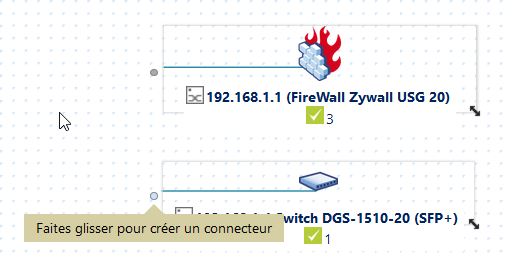 192.168.1.1 (FireWall Zywall USG 20)
3
Switch DGS-1510-20 (SFP+)
Faites glisser pour créer un connecteur
1